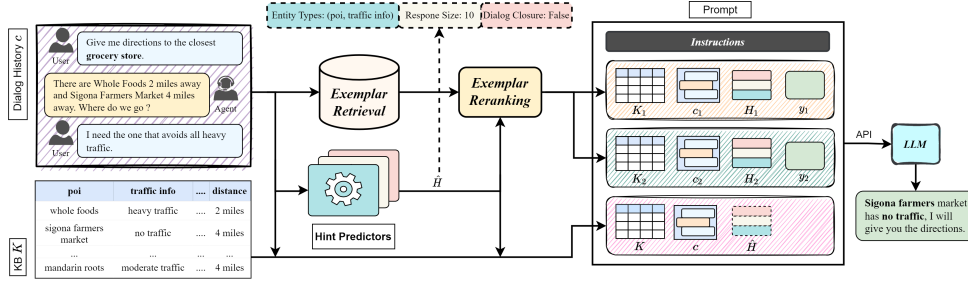 Entity Types: (poi, traffic info)
Respone Size: 10
Dialog Closure: False
Prompt
Dialog History c
User
Give me directions to the closest
grocery store.
There are Whole Foods 2 miles away
and Sigona Farmers Market 4 miles
away. Where do we go ?
Agent
User
I need the one that avoids all heavy
traffic.
KB K
poi traffic info .... distance
whole foods heavy traffic .... 2 miles
sigona farmers
market no traffic .... 4 miles
... ... ... ...
mandarin roots moderate traffic .... 4 miles
Exemplar
Retrieval
Exemplar
Reranking
Ĥ
Hint Predictors
Instructions
K₁ c₁ H₁ y₁
K₂ c₂ H₂ y₂
K c Ĥ
API
LLM
Sigona farmers market
has no traffic, I will
give you the directions.